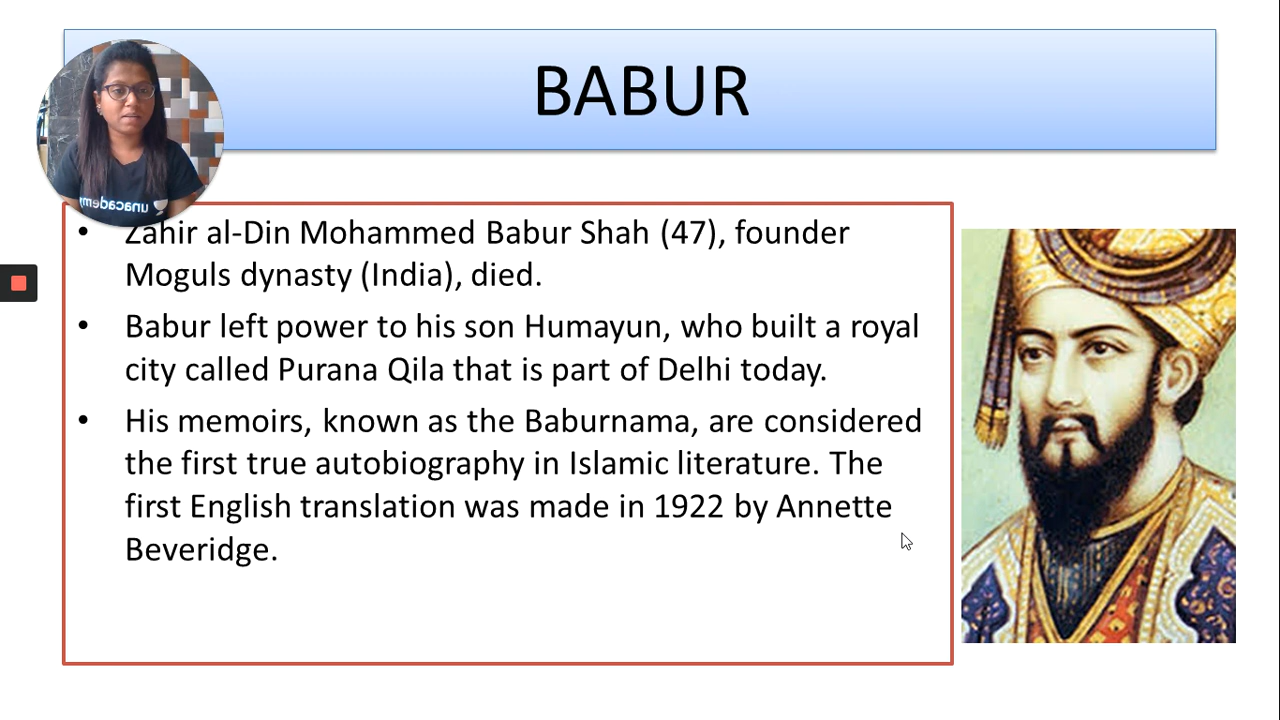 BABUR
unacademy
• Zahir al-Din Mohammed Babur Shah (47), founder
Moguls dynasty (India), died.
• Babur left power to his son Humayun, who built a royal
city called Purana Qila that is part of Delhi today.
• His memoirs, known as the Baburnama, are considered
the first true autobiography in Islamic literature. The
first English translation was made in 1922 by Annette
Beveridge.